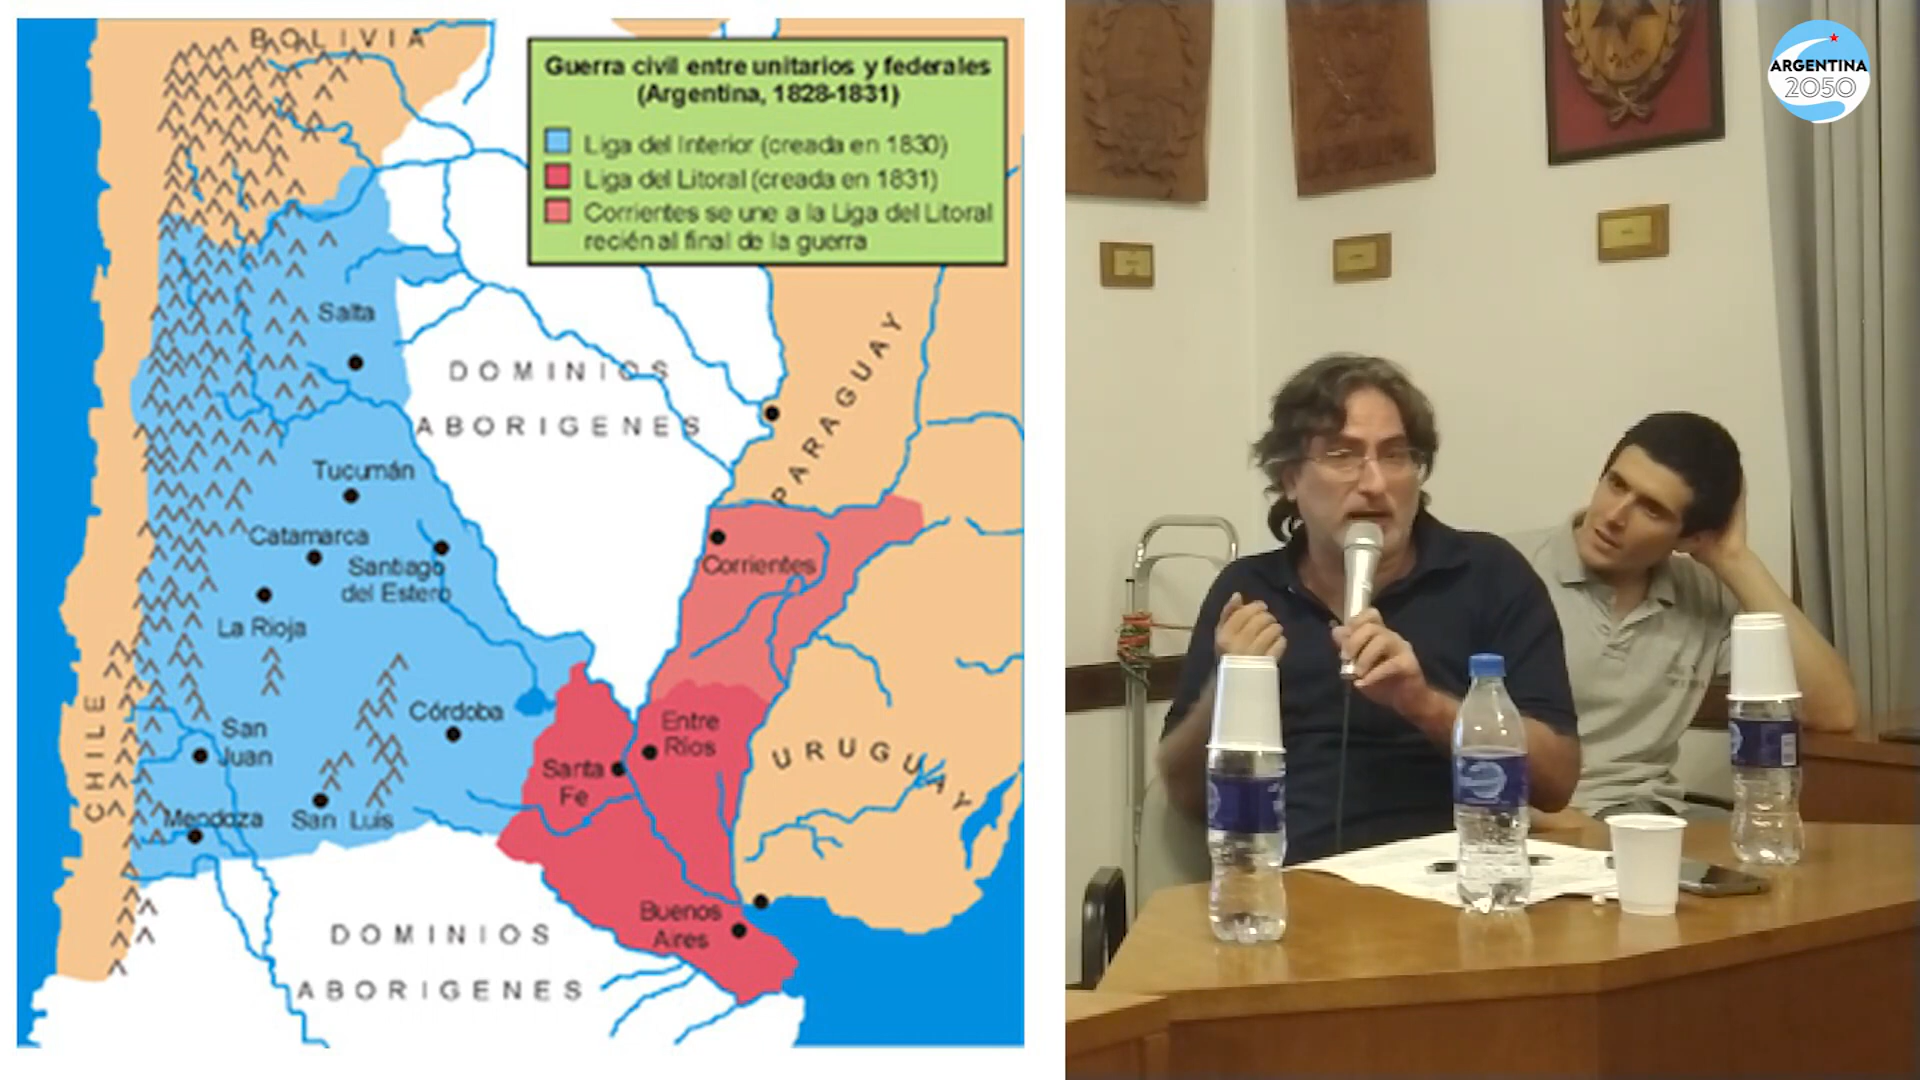 BOLIVIA
Guerra civil entre unitarios y federales
(Argentina, 1828-1831)
Liga del Interior (creada en 1830)
Liga del Litoral (creada en 1831)
Corrientes se une a la Liga del Litoral
recién al final de la guerra
Salta
DOMINIOS
ABORIGENES
PARAGUAY
Tucumán
Catamarca
Santiago
del Estero
La Rioja
Corrientes
CHILE
San
Juan
Córdoba
Mendoza
San Luis
Santa
Fe
Entre
Ríos
URUGUAY
Buenos
Aires
DOMINIOS
ABORIGENES
ARGENTINA
2050